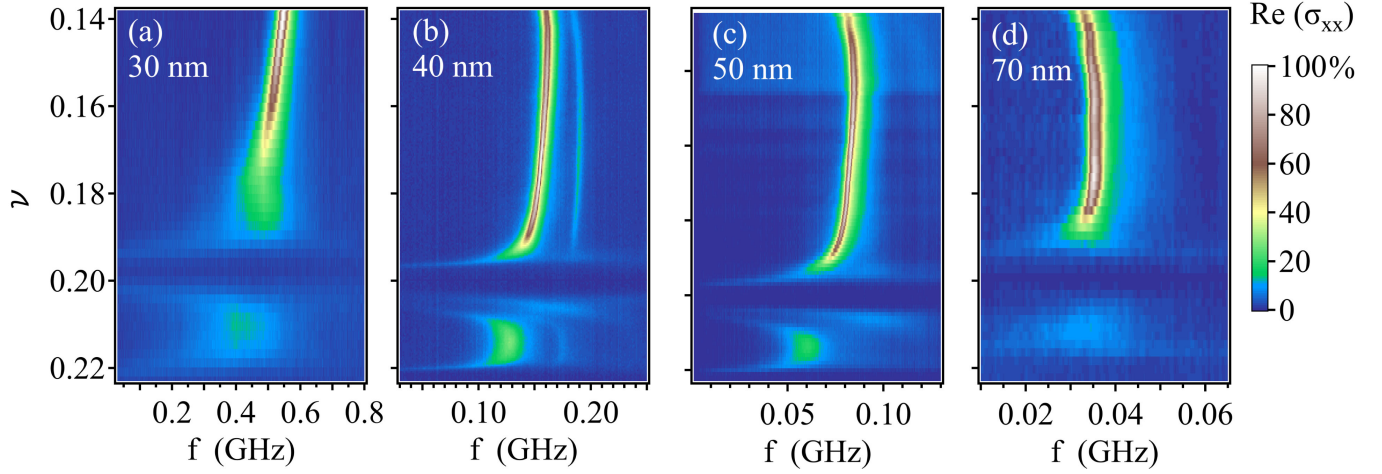 (a)
30 nm
(b)
40 nm
(c)
50 nm
(d)
70 nm
Re (σxx)
100%
80
60
40
20
0
ν
0.14
0.16
0.18
0.20
0.22
0.2 0.4 0.6 0.8
0.10 0.20
0.05 0.10
0.02 0.04 0.06
f (GHz)
f (GHz)
f (GHz)
f (GHz)